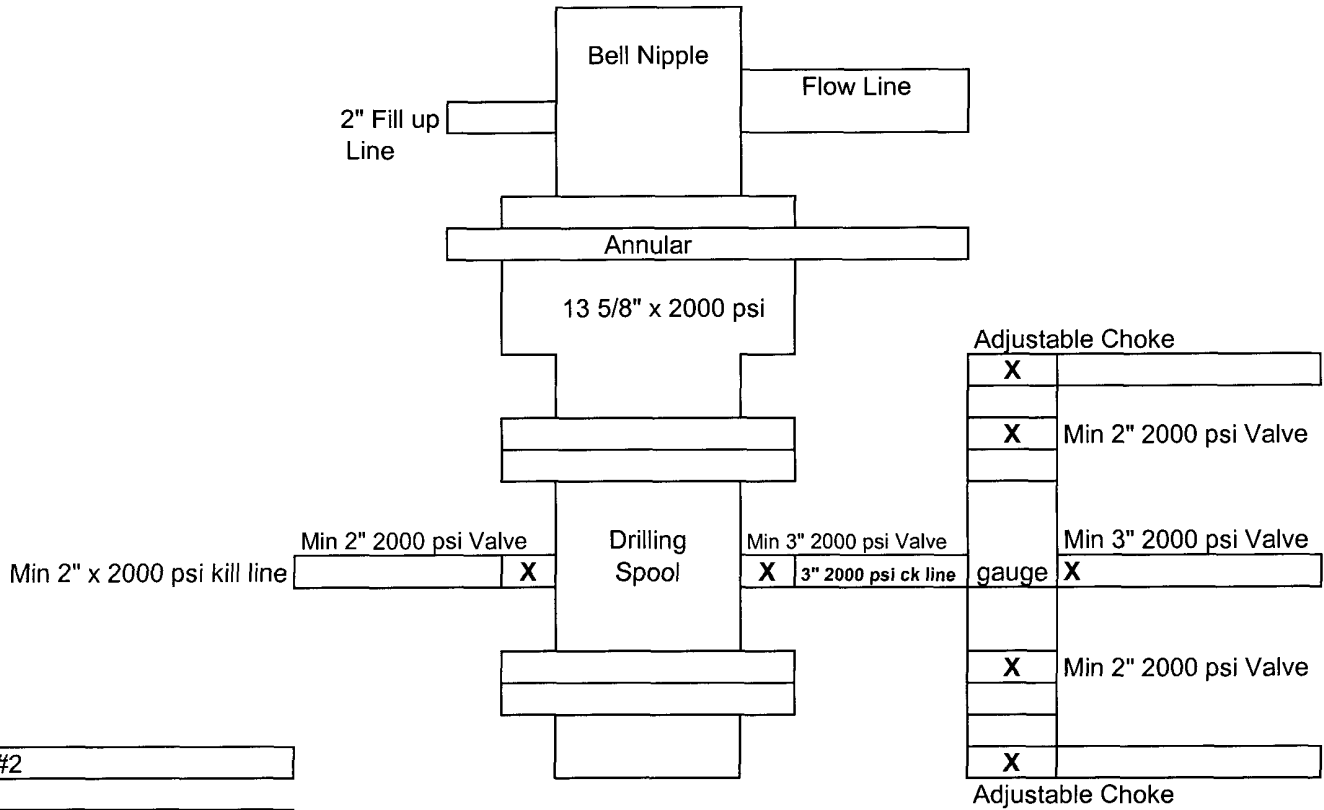 Bell Nipple
Flow Line
2" Fill up
Line
Annular
13 5/8" x 2000 psi
Adjustable Choke
X
X Min 2" 2000 psi Valve
Min 2" 2000 psi Valve
Drilling
Min 3" 2000 psi Valve
Min 3" 2000 psi Valve
Min 2" x 2000 psi kill line
X
Spool
X 3" 2000 psi ck line
gauge X
X Min 2" 2000 psi Valve
#2
X
Adjustable Choke